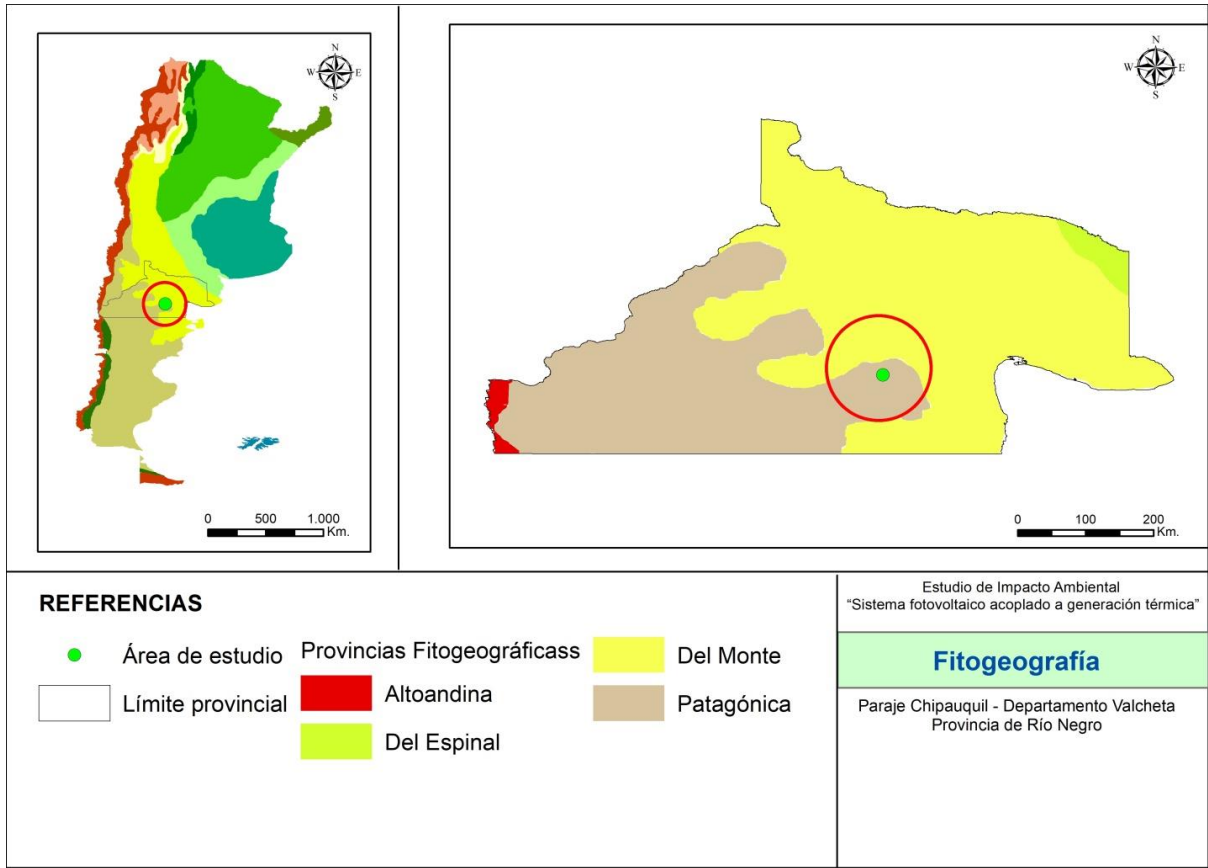 N
W E
S
0 500 1.000
Km.
N
W E
S
0 100 200
Km.
REFERENCIAS
Área de estudio
Límite provincial
Provincias Fitogeográficass
Altoandina
Del Espinal
Del Monte
Patagónica
Estudio de Impacto Ambiental
“Sistema fotovoltaico acoplado a generación térmica”
Fitogeografía
Paraje Chipauquil - Departamento Valcheta
Provincia de Río Negro